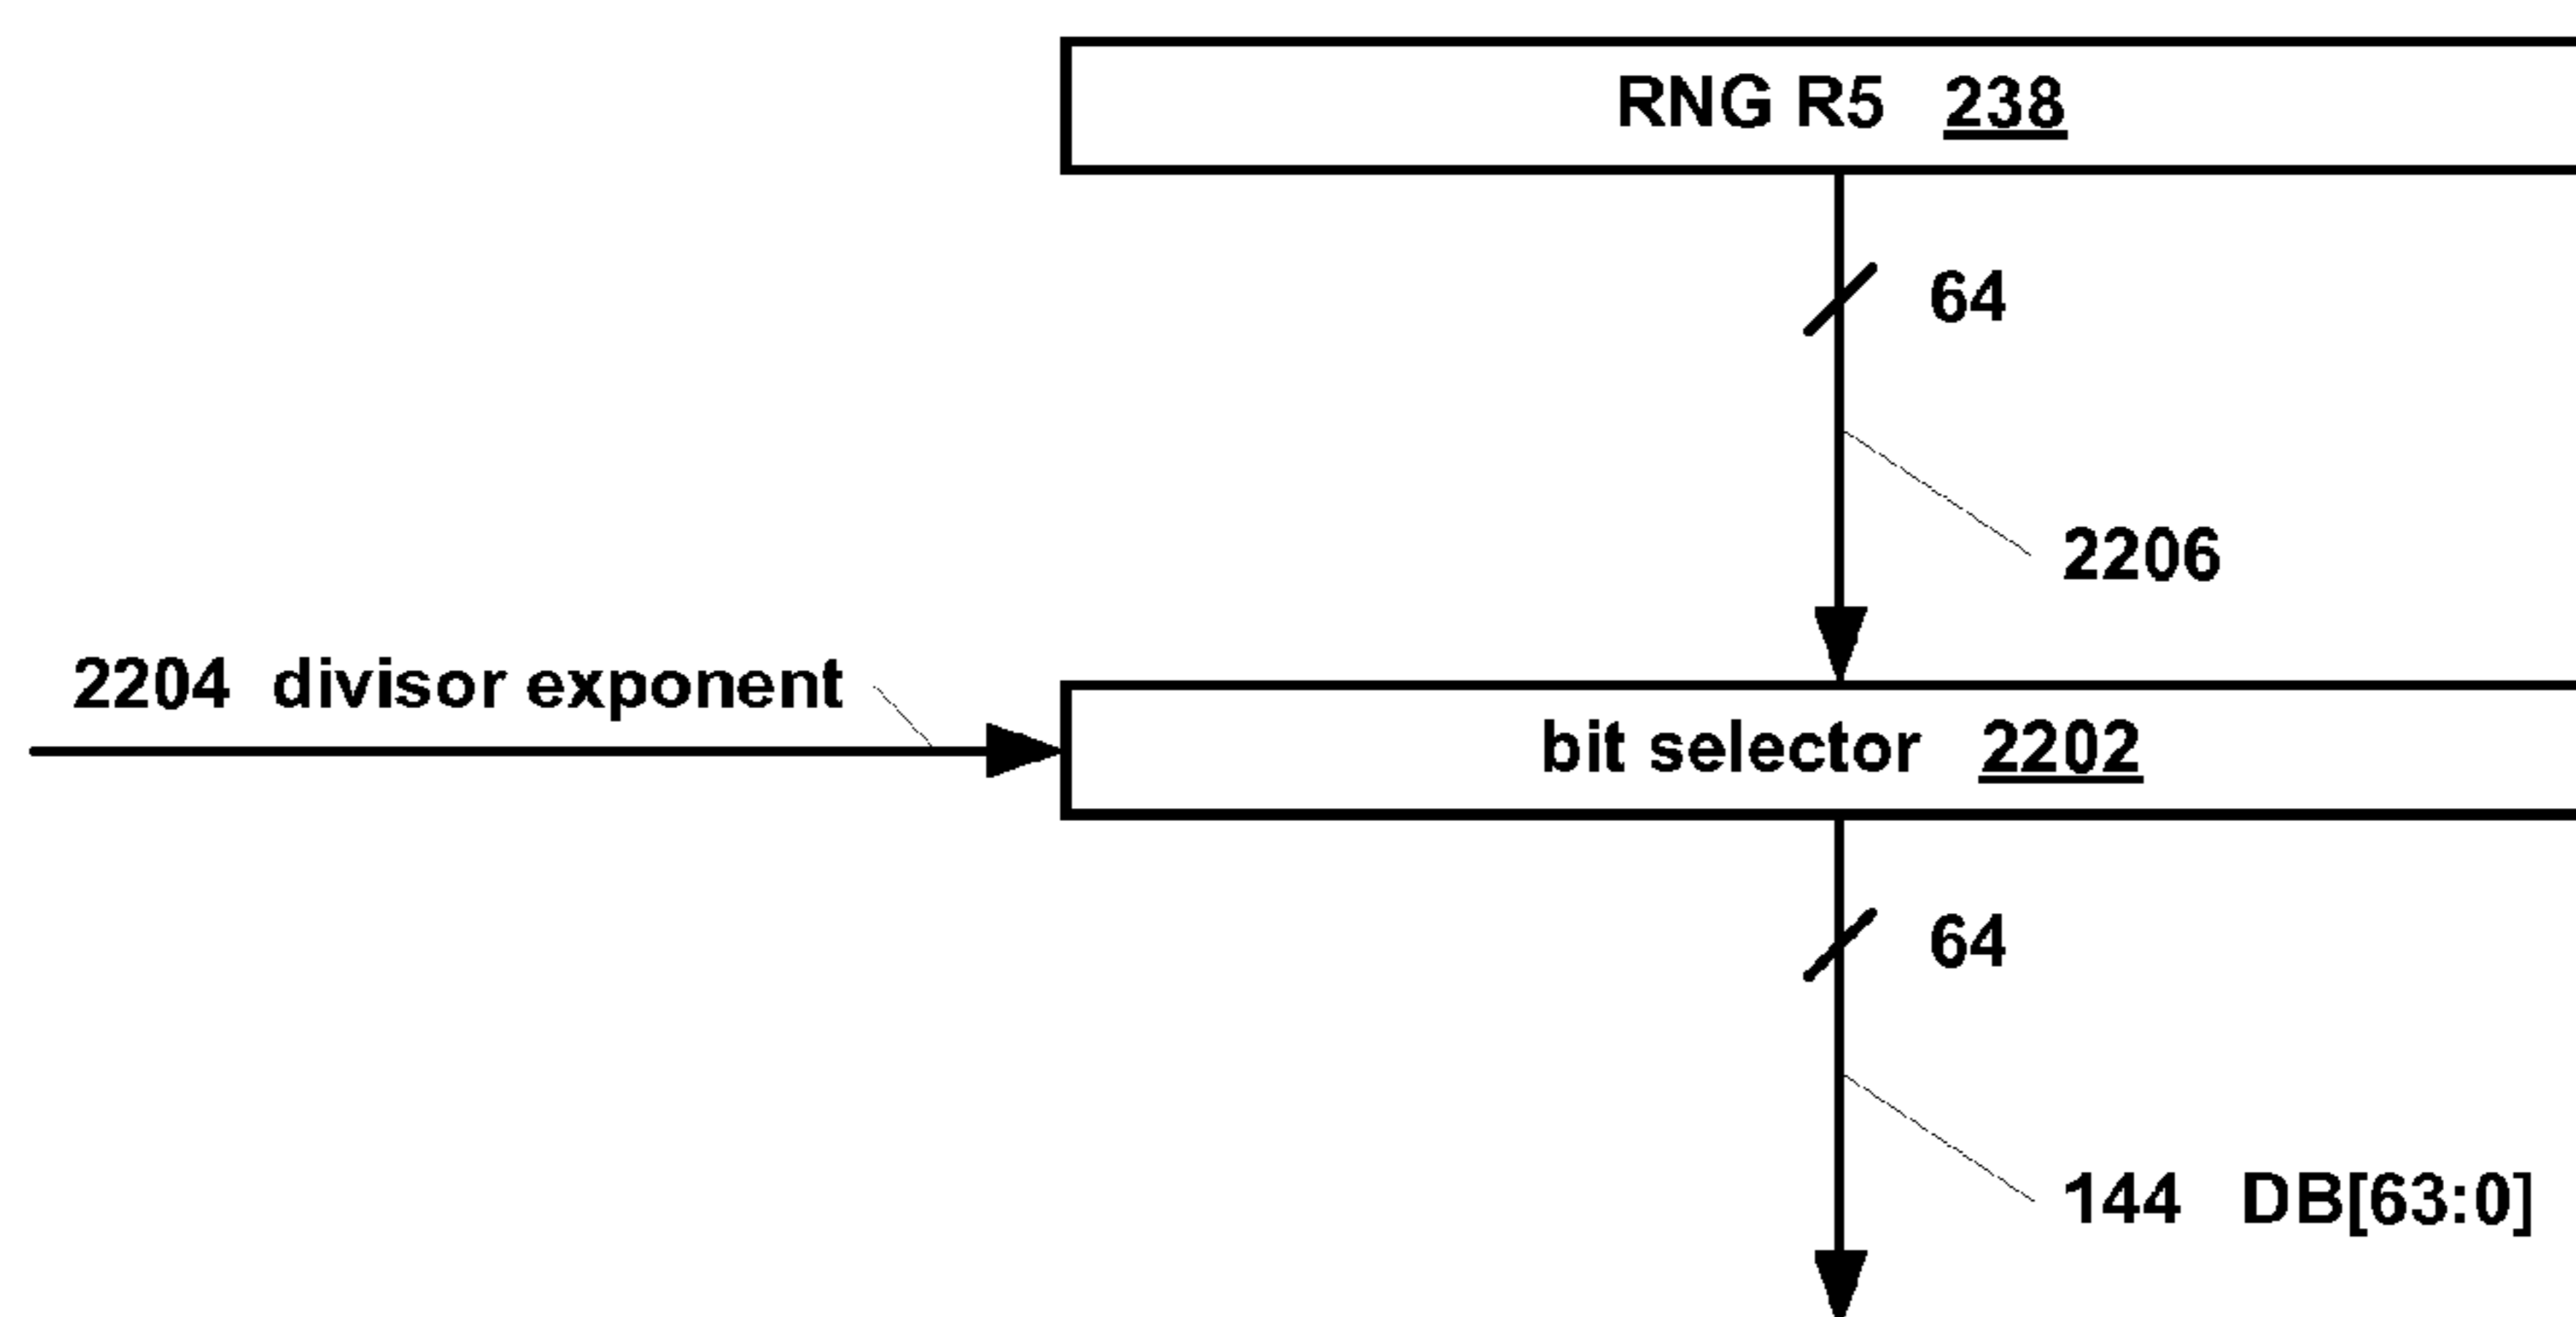 RNG R5 238
64
2206
2204 divisor exponent
bit selector 2202
64
144 DB[63:0]